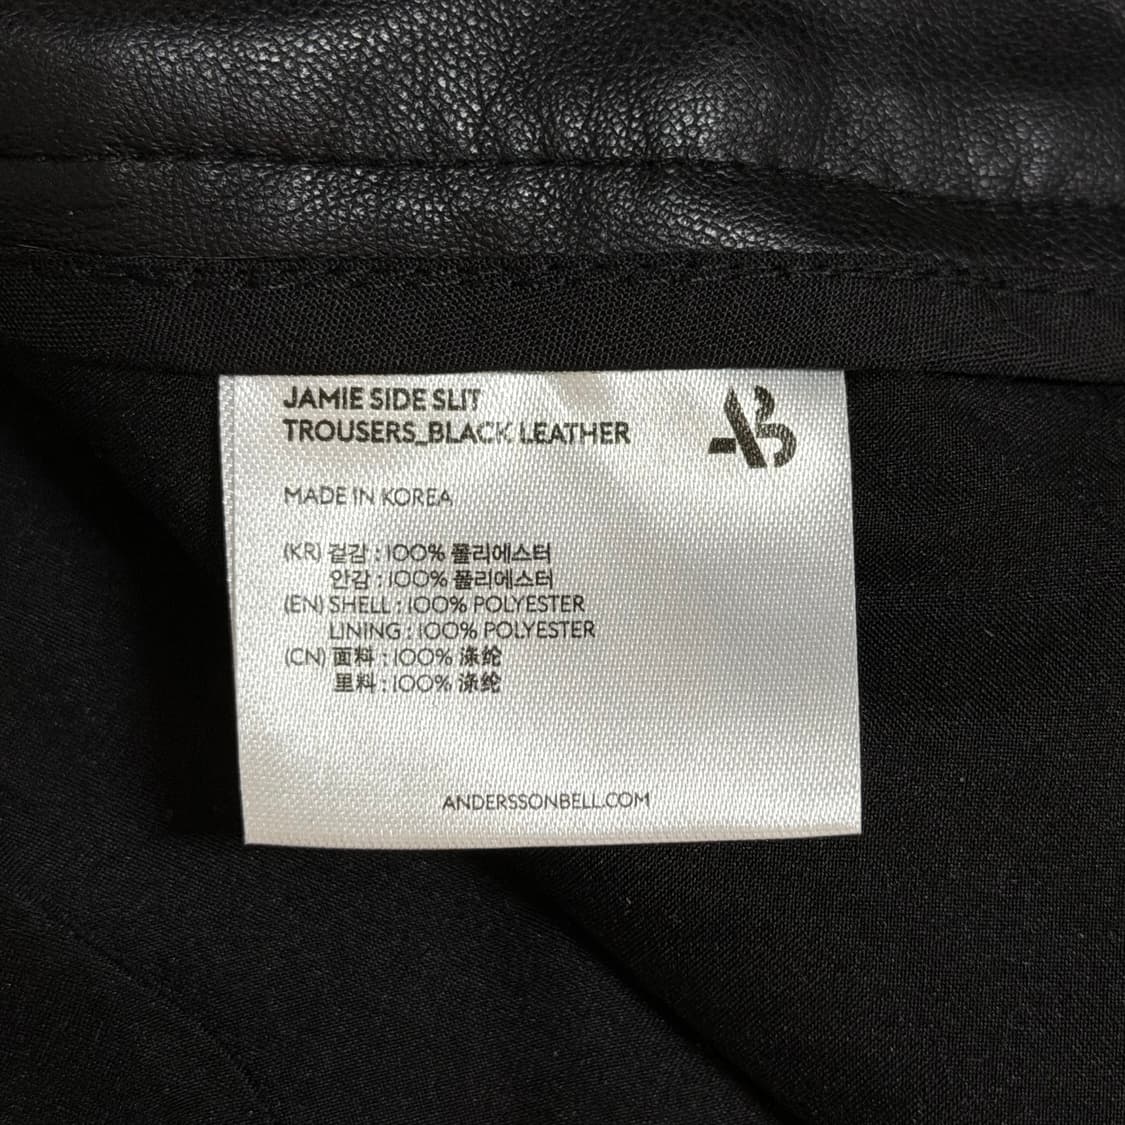 JAMIE SIDE SLIT
TROUSERS_BLACK LEATHER
AB
MADE IN KOREA
(KR) 겉감 : 100% 폴리에스터
안감 : 100% 폴리에스터
(EN) SHELL : 100% POLYESTER
LINING : 100% POLYESTER
(CN) 面料 : 100% 涤纶
里料 : 100% 涤纶
ANDERSSONBELL.COM